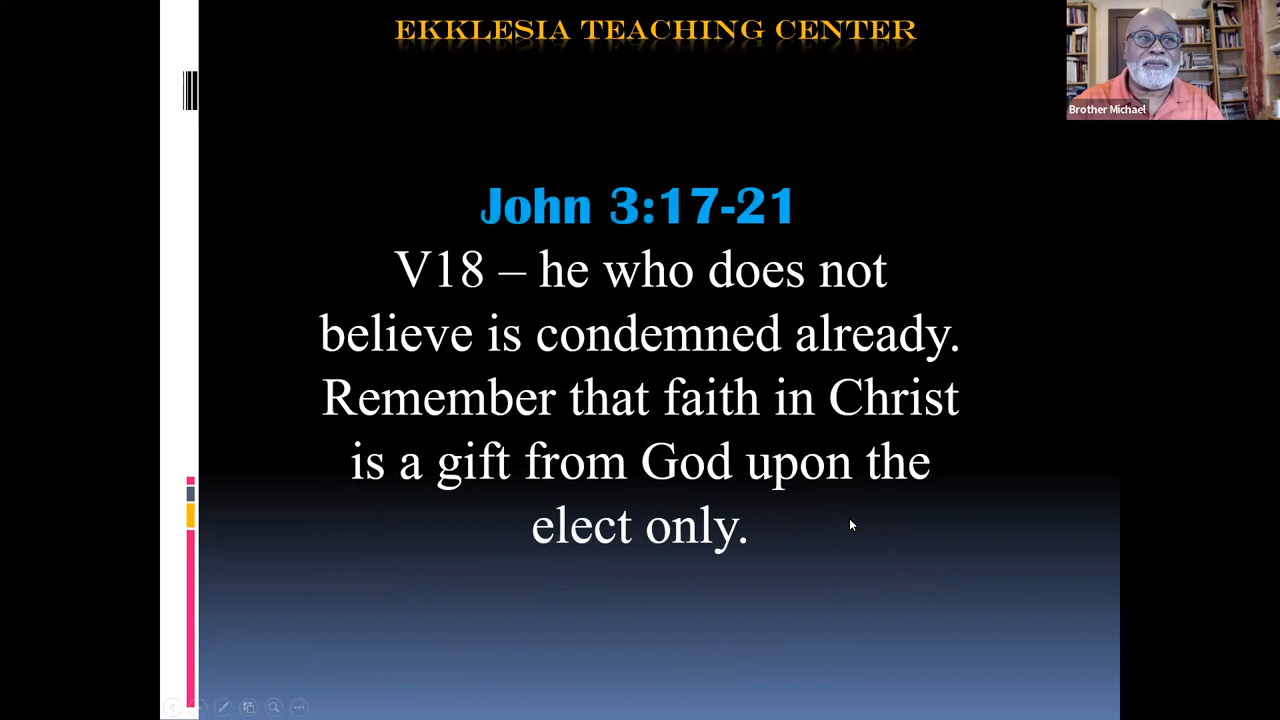 EKKLESIA TEACHING CENTER
Brother Michael
John 3:17-21
V18 – he who does not
believe is condemned already.
Remember that faith in Christ
is a gift from God upon the
elect only.